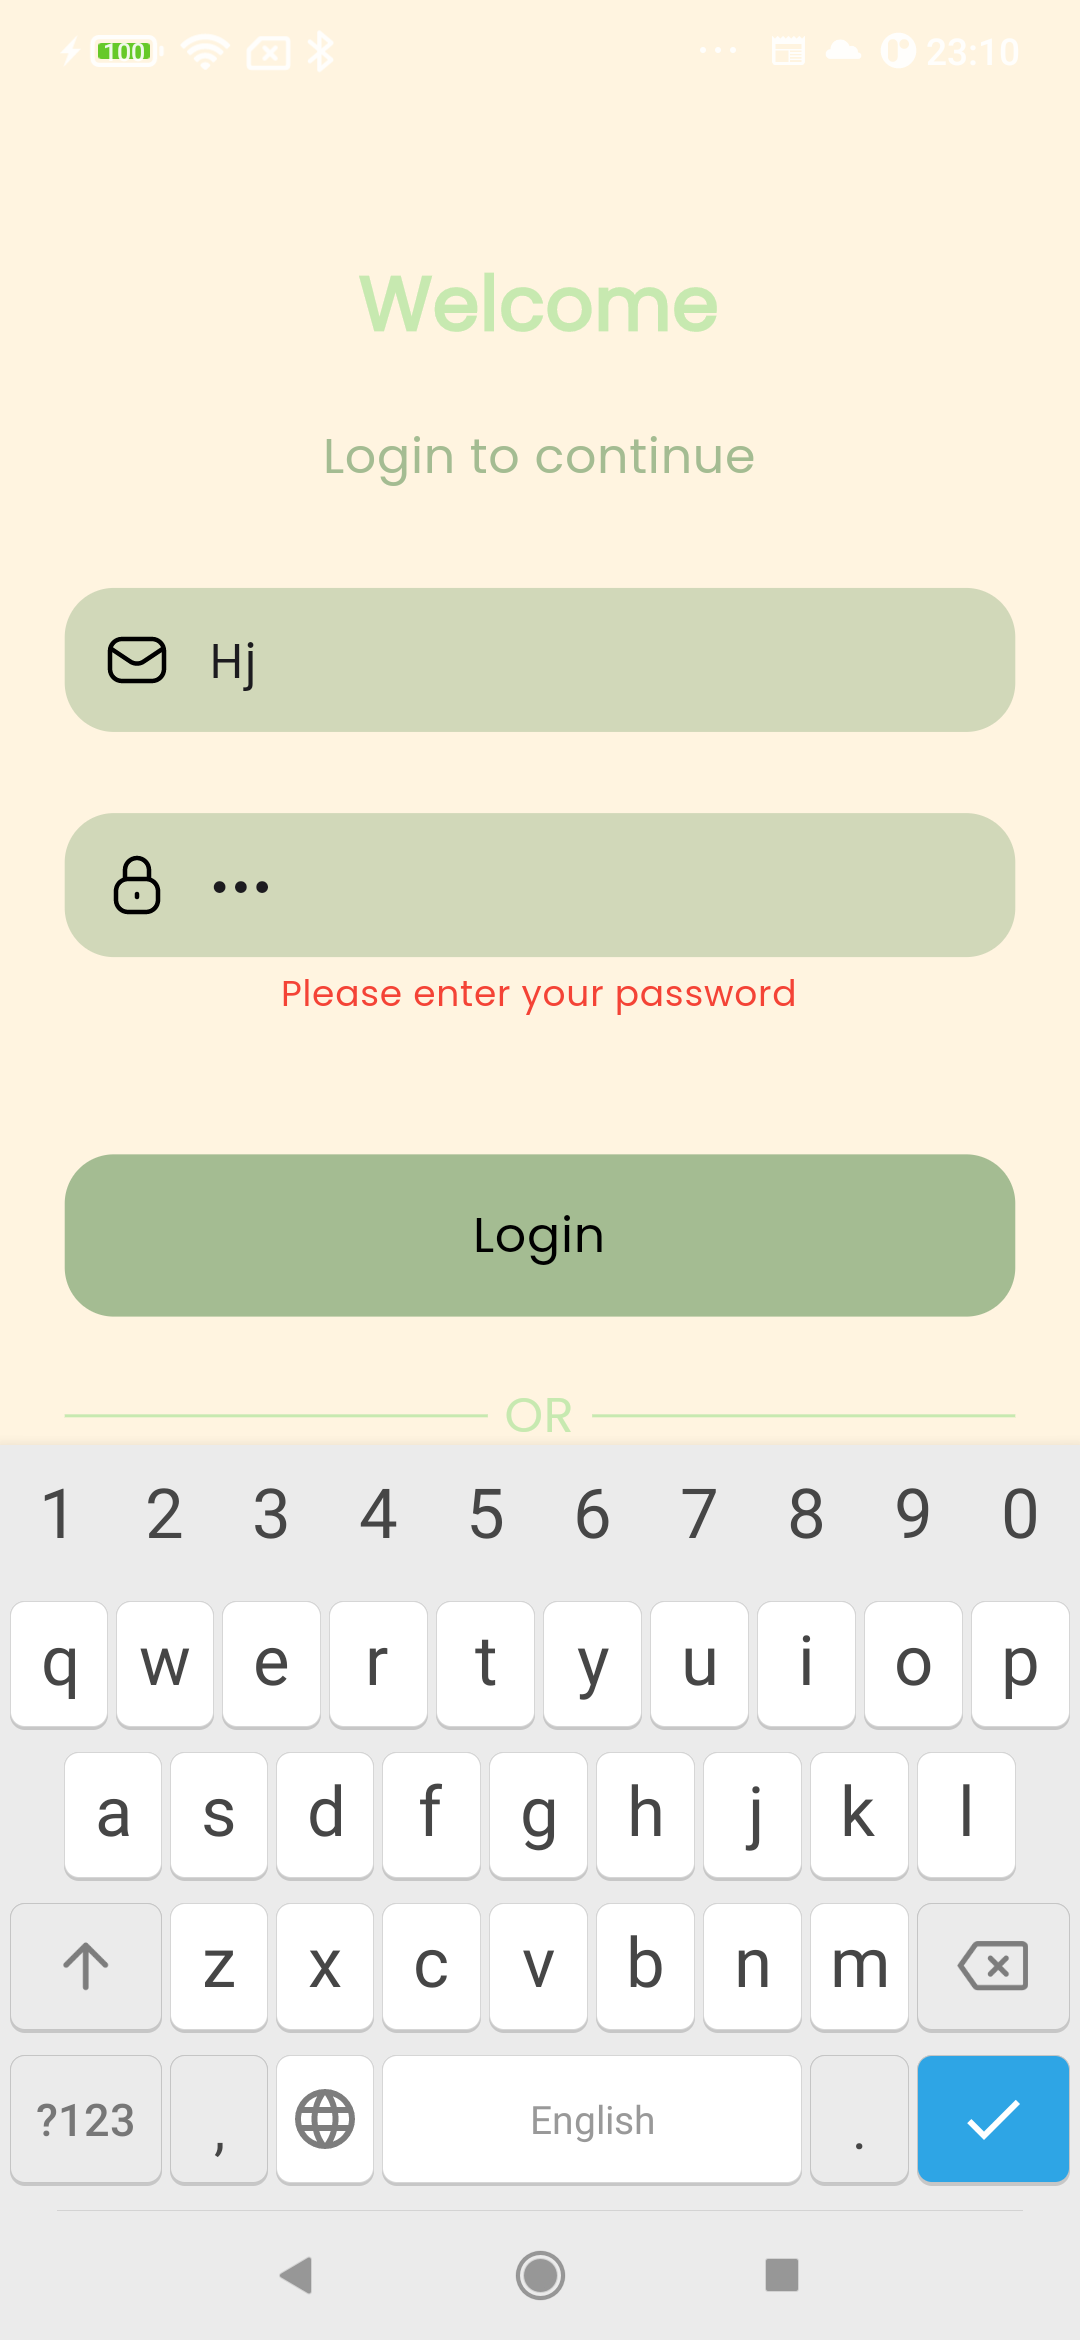 100 23:10
Welcome
Login to continue
Hj
•••
Please enter your password
Login
OR
1 2 3 4 5 6 7 8 9 0
q w e r t y u i o p
a s d f g h j k l
z x c v b n m
?123 , English .